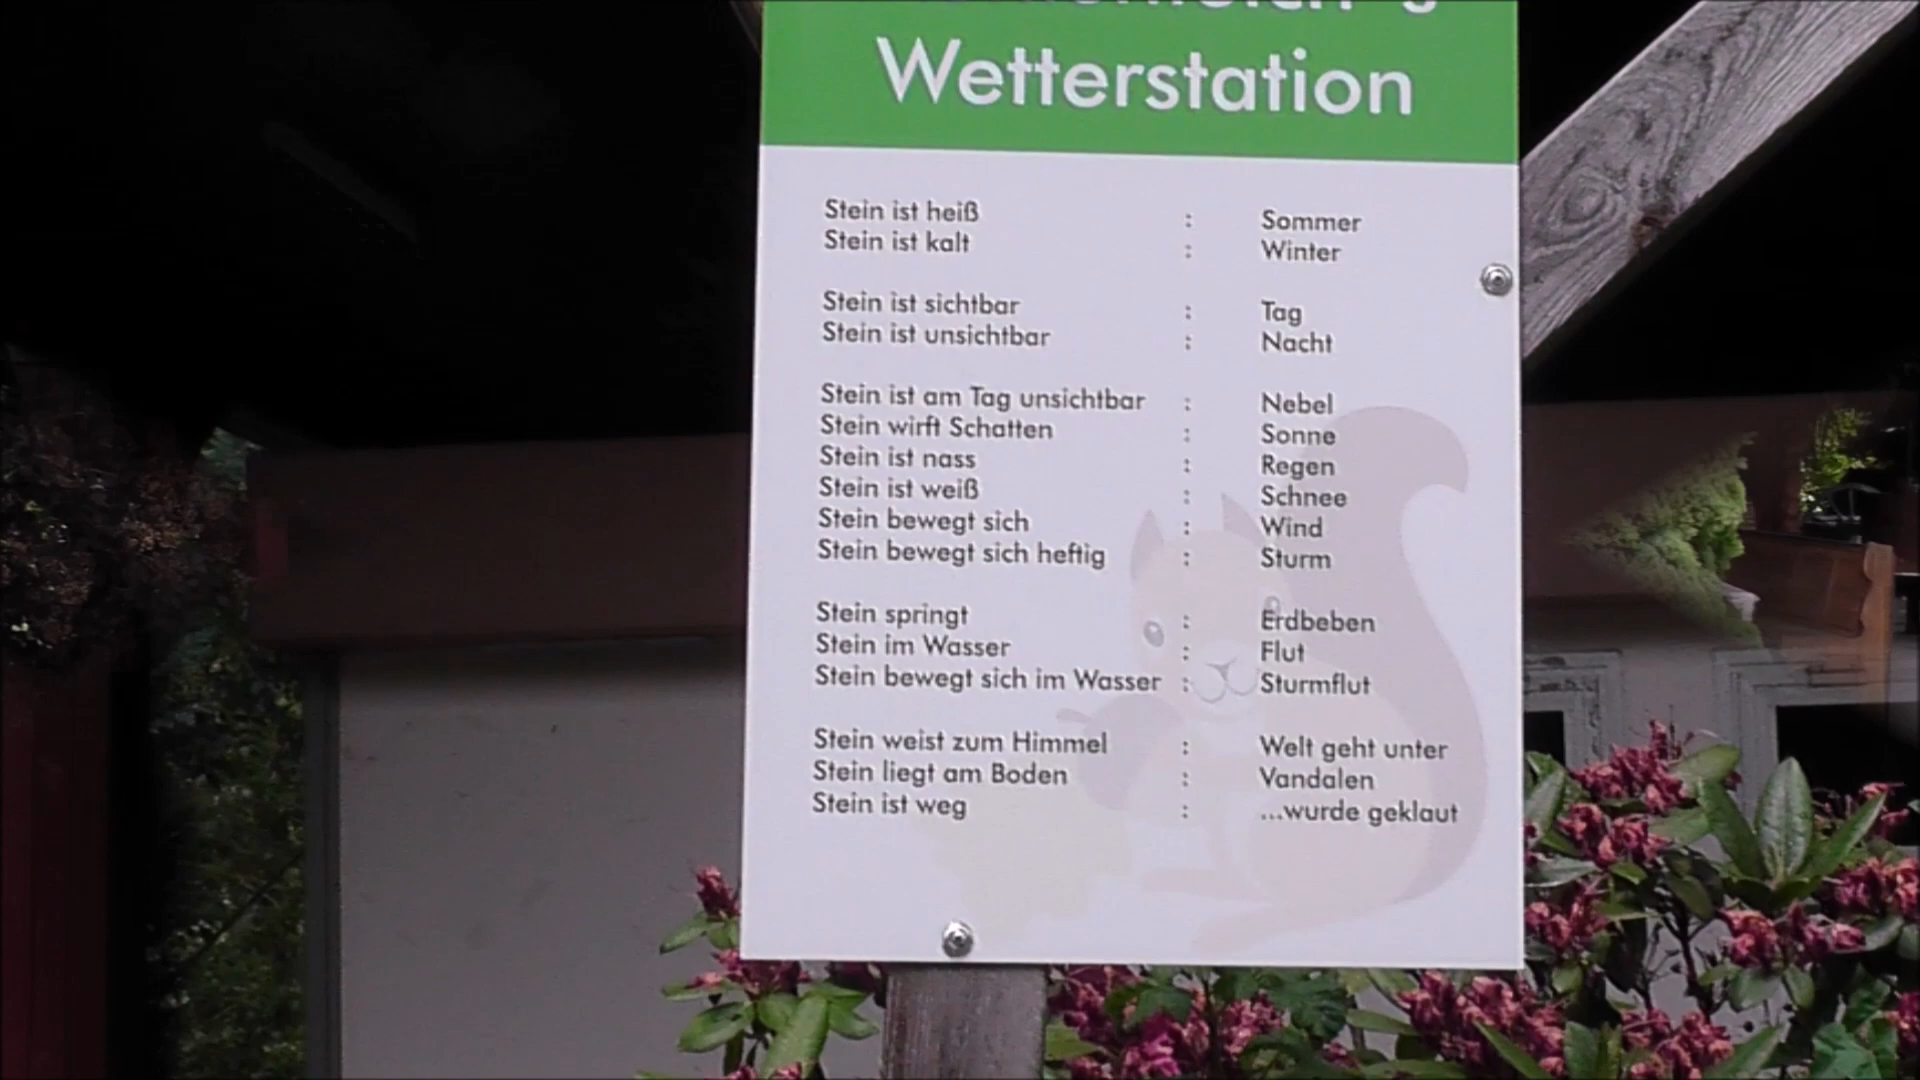 Wetterstation
Stein ist heiß : Sommer
Stein ist kalt : Winter
Stein ist sichtbar : Tag
Stein ist unsichtbar : Nacht
Stein ist am Tag unsichtbar : Nebel
Stein wirft Schatten : Sonne
Stein ist nass : Regen
Stein ist weiß : Schnee
Stein bewegt sich : Wind
Stein bewegt sich heftig : Sturm
Stein springt : Erdbeben
Stein im Wasser : Flut
Stein bewegt sich im Wasser : Sturmflut
Stein weist zum Himmel : Welt geht unter
Stein liegt am Boden : Vandalen
Stein ist weg : ...wurde geklaut